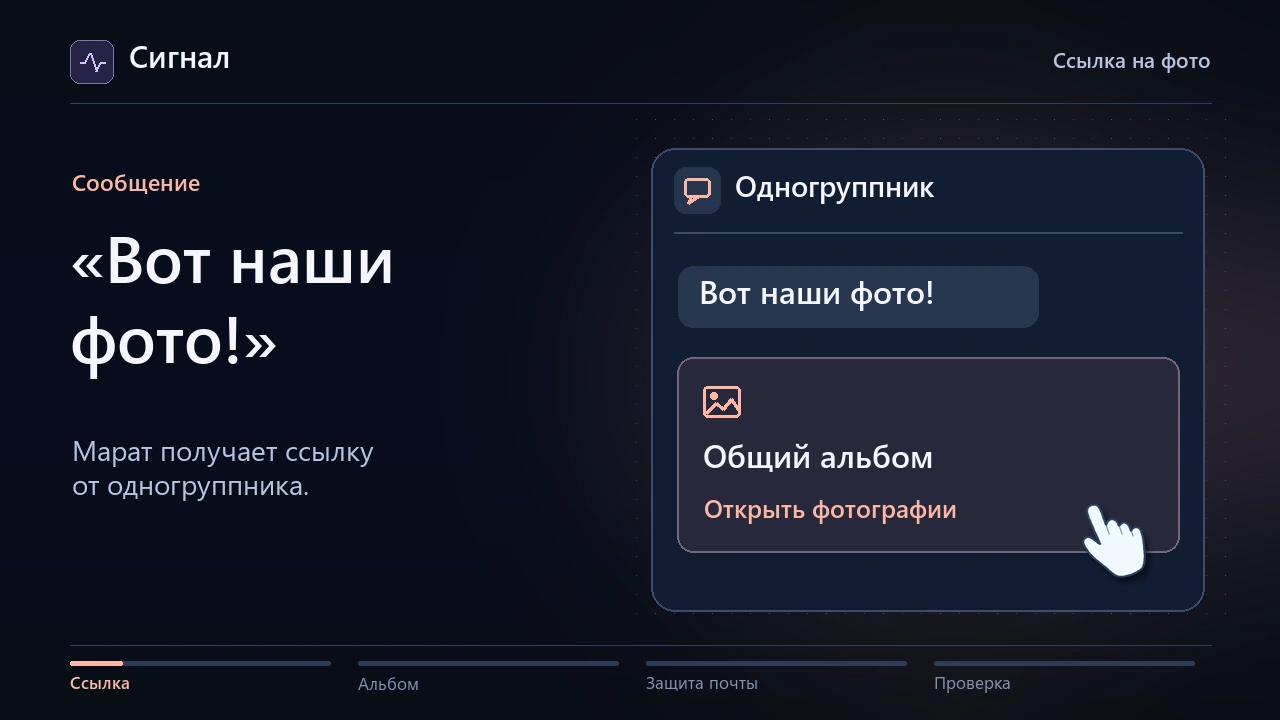 Сигнал
Ссылка на фото
Сообщение
«Вот наши
фото!»
Марат получает ссылку
от одногруппника.
Одногруппник
Вот наши фото!
Общий альбом
Открыть фотографии
Ссылка
Альбом
Защита почты
Проверка